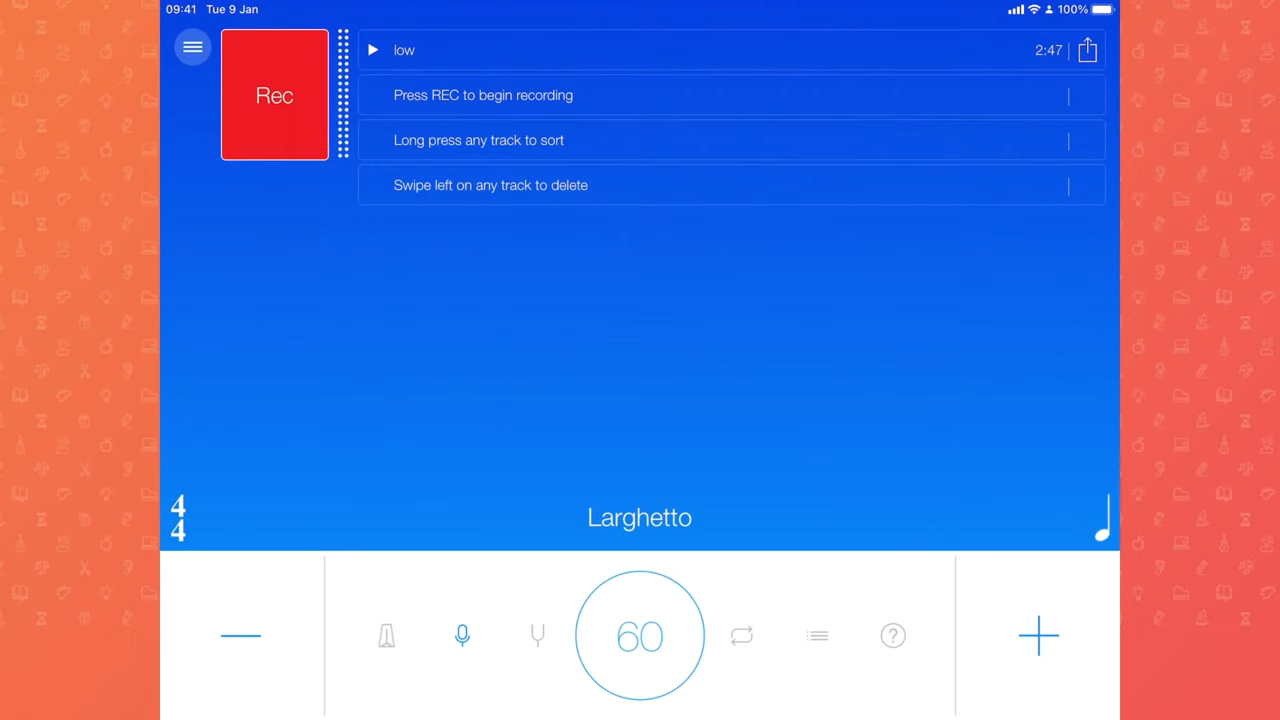 09:41 Tue 9 Jan
100%
Rec
low
2:47
Press REC to begin recording
Long press any track to sort
Swipe left on any track to delete
4
4
Larghetto
60
?